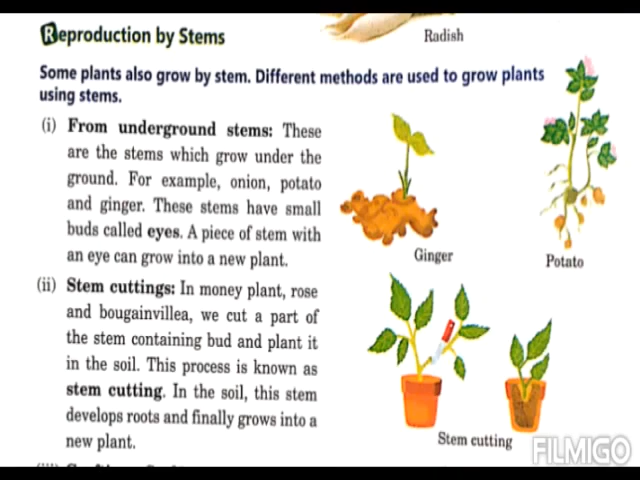 Radish
Reproduction by Stems
Some plants also grow by stem. Different methods are used to grow plants
using stems.
(i) From underground stems: These
are the stems which grow under the
ground. For example, onion, potato
and ginger. These stems have small
buds called eyes. A piece of stem with
an eye can grow into a new plant.
Ginger
Potato
(ii) Stem cuttings: In money plant, rose
and bougainvillea, we cut a part of
the stem containing bud and plant it
in the soil. This process is known as
stem cutting. In the soil, this stem
develops roots and finally grows into a
new plant.
Stem cutting
FILMIGO